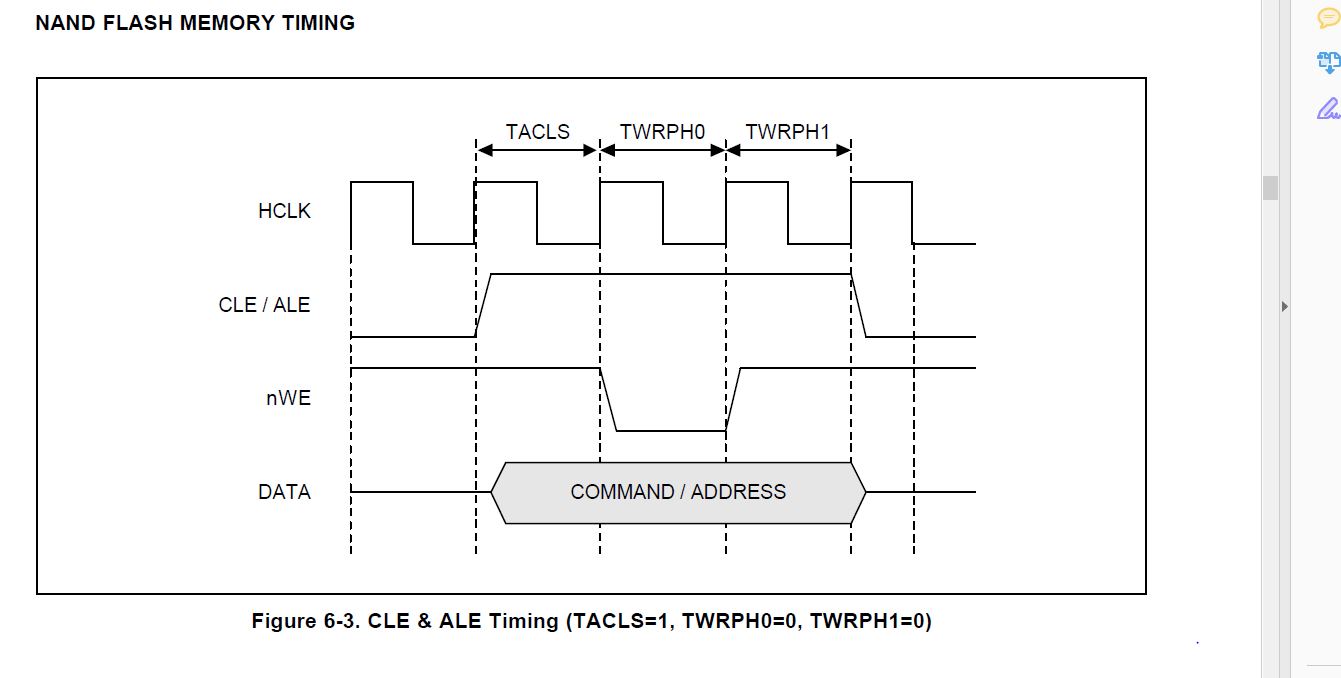 NAND FLASH MEMORY TIMING
TACLS TWRPH0 TWRPH1
HCLK
CLE / ALE
nWE
DATA COMMAND / ADDRESS
Figure 6-3. CLE & ALE Timing (TACLS=1, TWRPH0=0, TWRPH1=0)